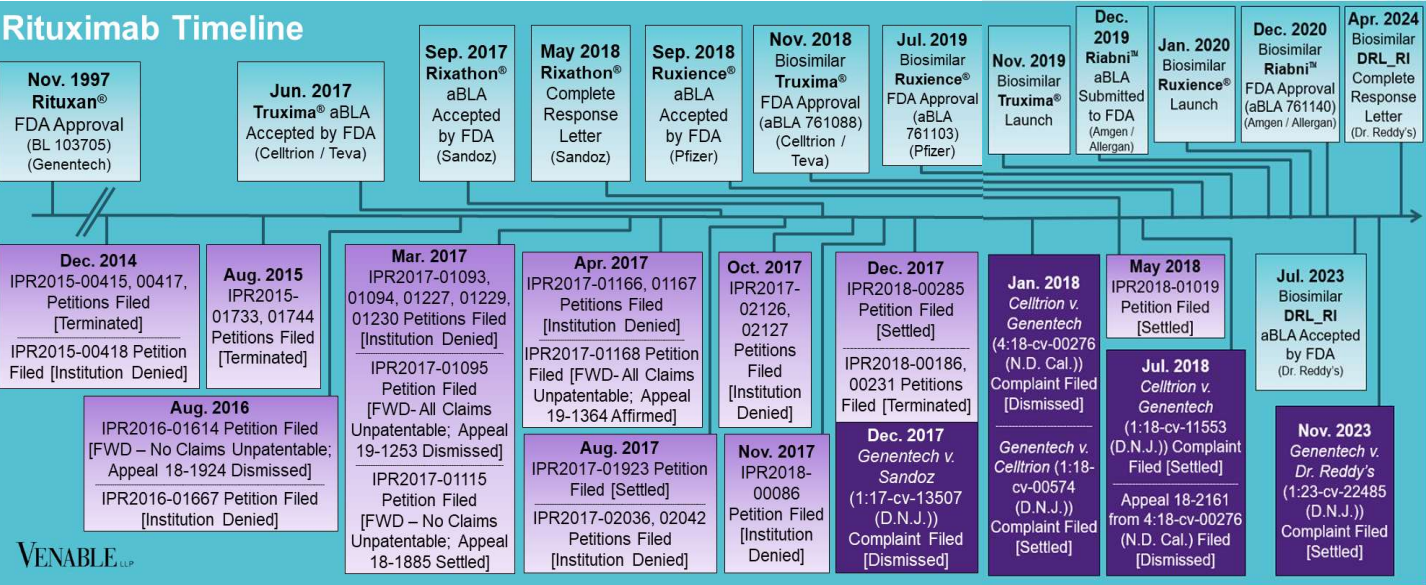 Rituximab Timeline
Nov. 1997
Rituxan®
FDA Approval
(BL 103705)
(Genentech)
Jun. 2017
Truxima® aBLA
Accepted by FDA
(Celltrion / Teva)
Sep. 2017
Rixathon®
aBLA
Accepted
by FDA
(Sandoz)
May 2018
Rixathon®
Complete
Response
Letter
(Sandoz)
Sep. 2018
Ruxience®
aBLA
Accepted by
FDA
(Pfizer)
Nov. 2018
Biosimilar
Truxima®
FDA Approval
(aBLA 761088)
(Celltrion /
Teva)
Jul. 2019
Biosimilar
Ruxience®
FDA Approval
(aBLA
761103)
(Pfizer)
Nov. 2019
Biosimilar
Truxima®
Launch
Dec.
2019
Riabni™
aBLA
Submitted
to FDA
(Amgen /
Allergan)
Jan. 2020
Biosimilar
Ruxience®
Launch
Dec. 2020
Biosimilar
Riabni™
FDA Approval
(aBLA 761140)
(Amgen / Allergan)
Apr. 2024
Biosimilar
DRL_RI
Complete
Response
Letter
(Dr. Reddy's)
Dec. 2014
IPR2015-00415, 00417,
Petitions Filed
[Terminated]
IPR2015-00418 Petition
Filed [Institution Denied]
Aug. 2015
IPR2015-
01733, 01744
Petitions Filed
[Terminated]
Aug. 2016
IPR2016-01614 Petition Filed
[FWD – No Claims Unpatentable;
Appeal 18-1924 Dismissed]
IPR2016-01667 Petition Filed
[Institution Denied]
Mar. 2017
IPR2017-01093,
01094, 01227, 01229,
01230 Petitions Filed
[Institution Denied]
IPR2017-01095
Petition Filed
[FWD- All Claims
Unpatentable; Appeal
19-1253 Dismissed]
IPR2017-01115
Petition Filed
[FWD – No Claims
Unpatentable; Appeal
18-1885 Settled]
Apr. 2017
IPR2017-01166, 01167
Petitions Filed
[Institution Denied]
IPR2017-01168 Petition
Filed [FWD- All Claims
Unpatentable; Appeal
19-1364 Affirmed]
Aug. 2017
IPR2017-01923 Petition
Filed [Settled]
IPR2017-02036, 02042
Petitions Filed
[Institution Denied]
Oct. 2017
IPR2017-
02126,
02127
Petitions
Filed
[Institution
Denied]
Nov. 2017
IPR2018-
00086
Petition Filed
[Institution
Denied]
Dec. 2017
IPR2018-00285
Petition Filed
[Settled]
IPR2018-00186,
00231 Petitions
Filed [Terminated]
Dec. 2017
Genentech v.
Sandoz
(1:17-cv-13507
(D.N.J.))
Complaint Filed
[Dismissed]
Jan. 2018
Celltrion v.
Genentech
(4:18-cv-00276
(N.D. Cal.)
Complaint Filed
[Dismissed]
Genentech v.
Celltrion (1:18-
cv-00574
(D.N.J.))
Complaint Filed
[Settled]
May 2018
IPR2018-01019
Petition Filed
[Settled]
Jul. 2018
Celltrion v.
Genentech
(1:18-cv-11553
(D.N.J.)) Complaint
Filed [Settled]
Appeal 18-2161
from 4:18-cv-00276
(N.D. Cal.) Filed
[Dismissed]
Jul. 2023
Biosimilar
DRL_RI
aBLA Accepted
by FDA
(Dr. Reddy's)
Nov. 2023
Genentech v.
Dr. Reddy's
(1:23-cv-22485
(D.N.J.))
Complaint Filed
[Settled]
VENABLE LLP